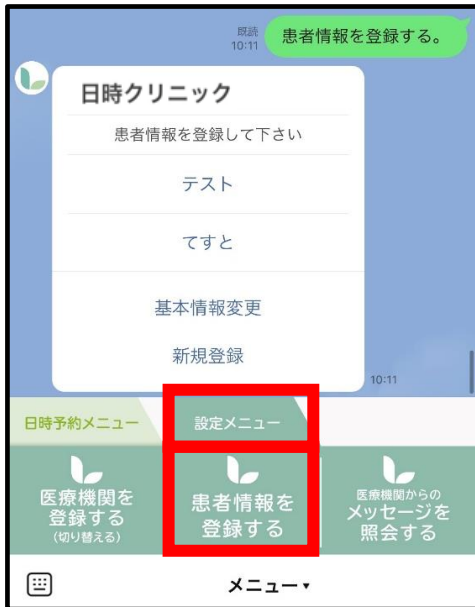 既読
10:11
患者情報を登録する。
日時クリニック
患者情報を登録して下さい
テスト
てすと
基本情報変更
新規登録
10:11
日時予約メニュー
設定メニュー
医療機関を
登録する
(切り替える)
患者情報を
登録する
医療機関からの
メッセージを
照会する
メニュー▾